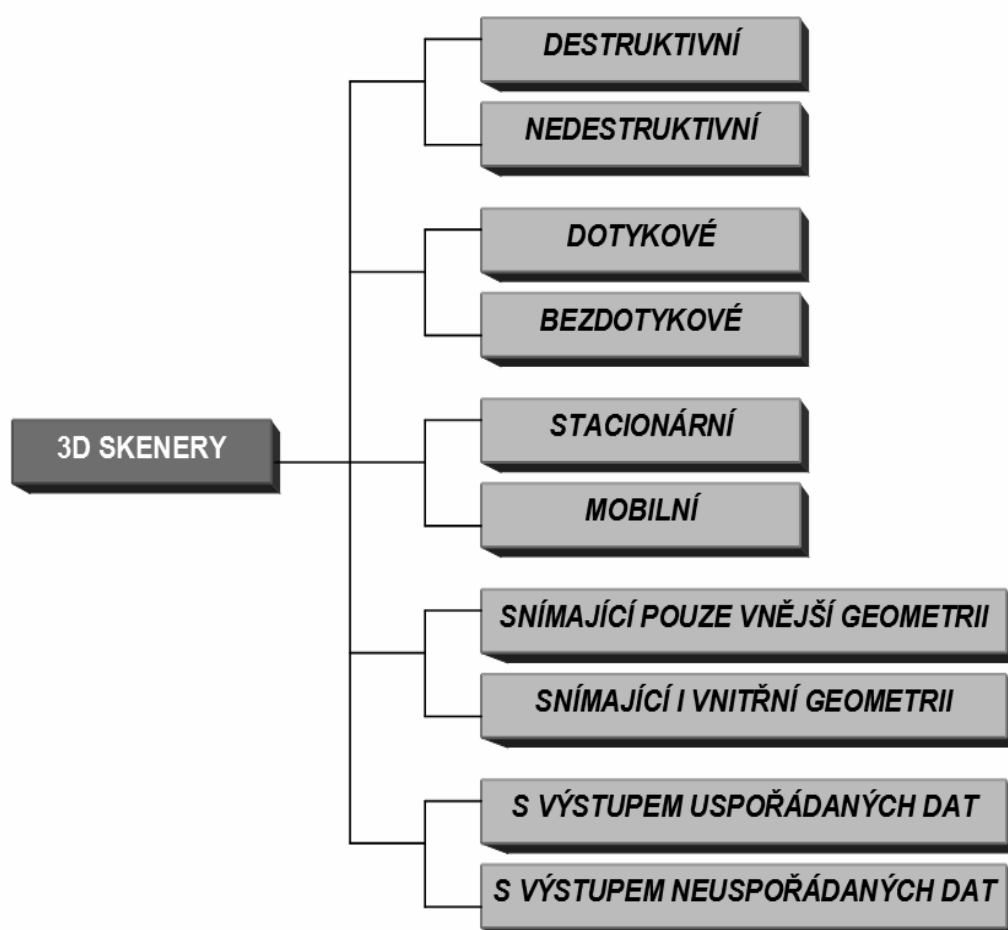 DESTRUKTIVNÍ
NEDESTRUKTIVNÍ
DOTYKOVÉ
BEZDOTYKOVÉ
3D SKENERY
STACIONÁRNÍ
MOBILNÍ
SNÍMAJÍCÍ POUZE VNĚJŠÍ GEOMETRII
SNÍMAJÍCÍ I VNITŘNÍ GEOMETRII
S VÝSTUPEM USPOŘÁDANÝCH DAT
S VÝSTUPEM NEUSPOŘÁDANÝCH DAT